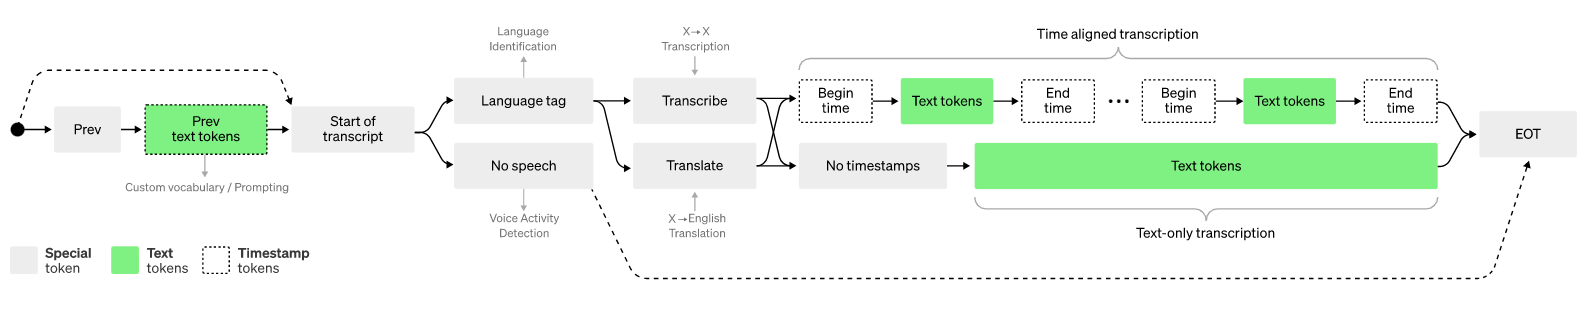 Language
Identification
X→X
Transcription
Time aligned transcription
Prev
Prev
text tokens
Start of
transcript
Language tag
Transcribe
Begin
time
Text tokens
End
time
•••
Begin
time
Text tokens
End
time
EOT
No speech
Translate
No timestamps
Text tokens
Custom vocabulary / Prompting
Voice Activity
Detection
X→English
Translation
Text-only transcription
Special
token
Text
tokens
Timestamp
tokens